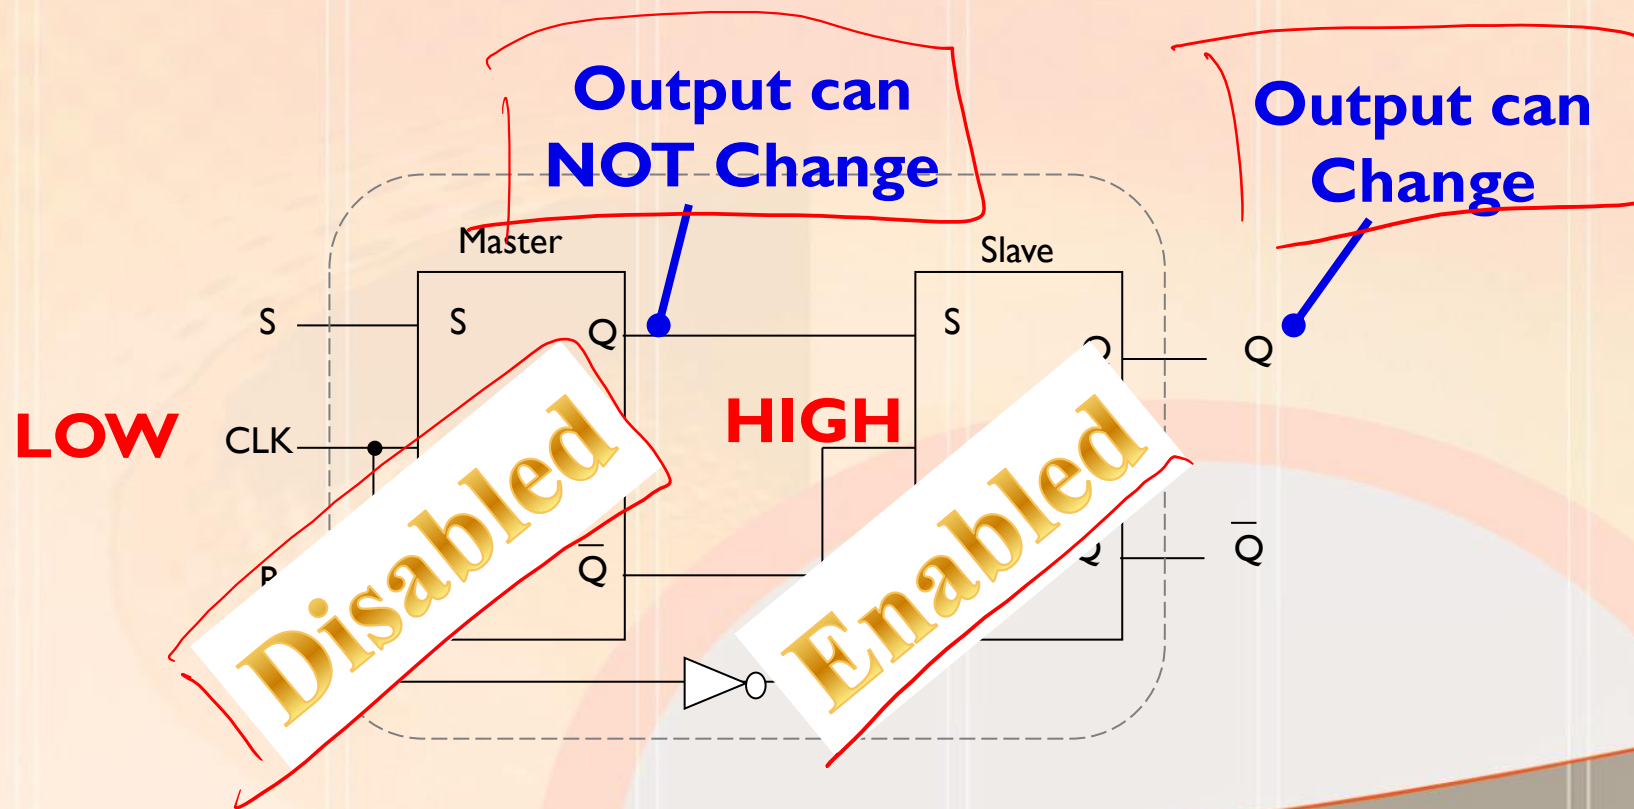 Output can
NOT Change
Output can
Change
Master
Slave
S
S
Q
S
Q
Q
LOW
CLK
HIGH
Disabled
Enabled
R
Q̅
Q
Q̅